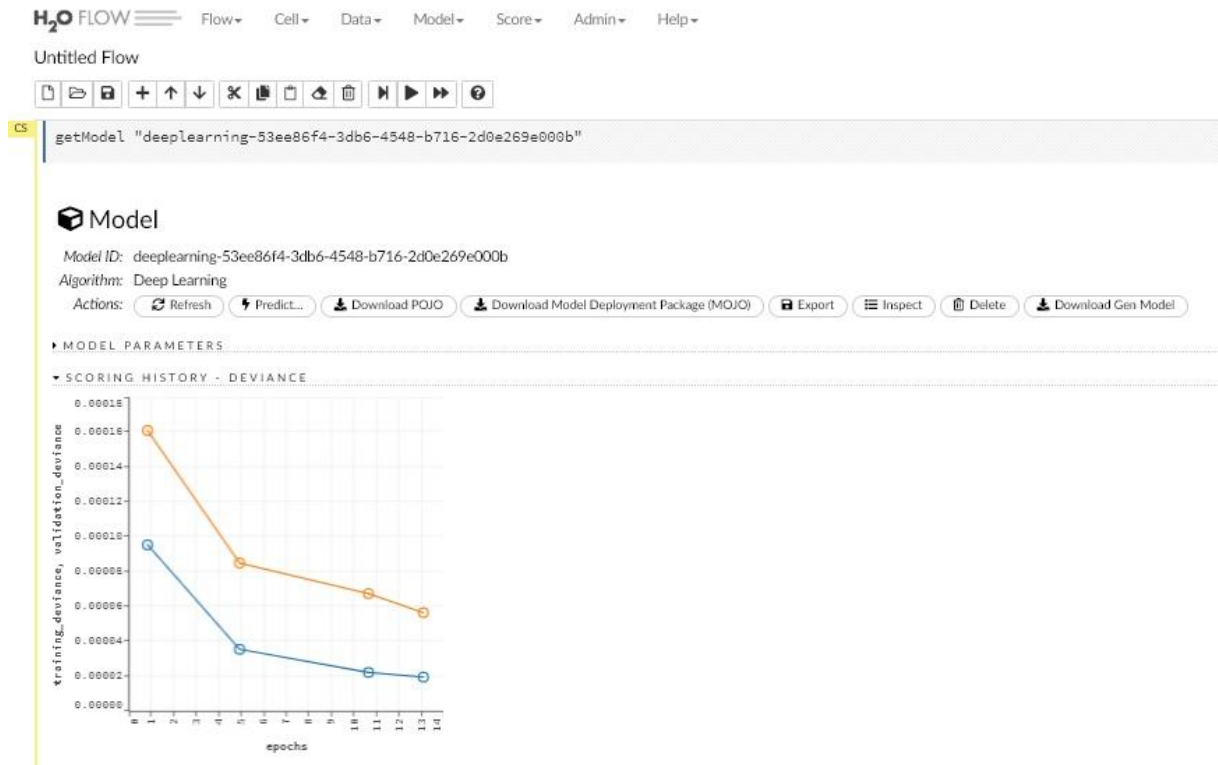 H2O FLOW Flow Cell Data Model Score Admin Help
Untitled Flow
CS
getModel "deeplearning-53ee86f4-3db6-4548-b716-2d0e269e000b"
Model
Model ID: deeplearning-53ee86f4-3db6-4548-b716-2d0e269e000b
Algorithm: Deep Learning
Actions: Refresh Predict... Download POJO Download Model Deployment Package (MOJO) Export Inspect Delete Download Gen Model
MODEL PARAMETERS
SCORING HISTORY - DEVIANCE
training_deviance, validation_deviance
0.00018
0.00016
0.00014
0.00012
0.00010
0.00008
0.00006
0.00004
0.00002
0.00000
0 1 2 3 4 5 6 7 8 9 10 11 12 13 14
epochs